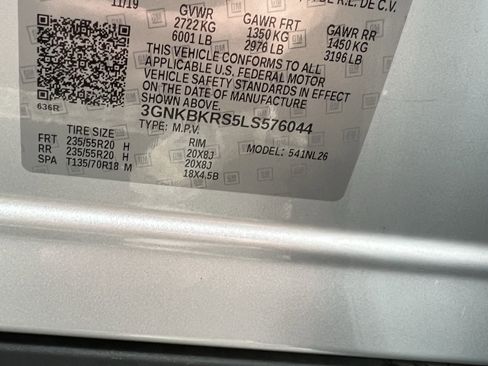 11/19
DE R.L. DE C.V.
GVWR GAWR FRT GAWR RR
2722 KG 1350 KG 1450 KG
6001 LB 2976 LB 3196 LB
THIS VEHICLE CONFORMS TO ALL
APPLICABLE U.S. FEDERAL MOTOR
VEHICLE SAFETY STANDARDS IN EFFECT
ON THE DATE OF MANUFACTURE
3GNKBKRS5LS576044
TYPE: M.P.V. MODEL: 541NL26
636R
TIRE SIZE RIM
FRT 235/55R20 H 20X8J
RR 235/55R20 H 20X8J
SPA T135/70R18 M 18X4.5B
GM